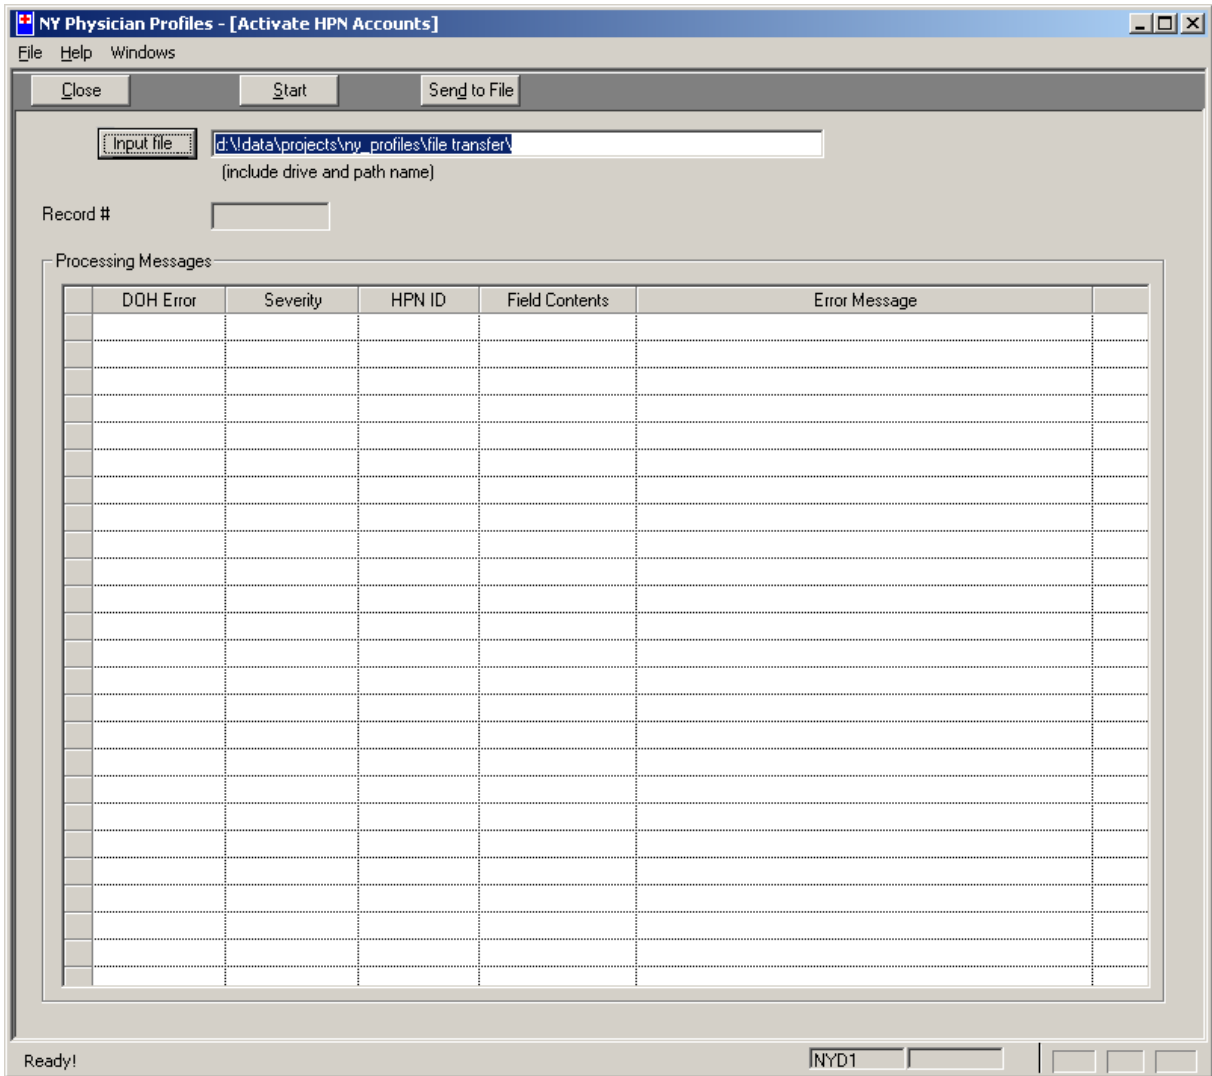 NY Physician Profiles - [Activate HPN Accounts]
File Help Windows
Close Start Send to File
Input file d:\!data\projects\ny_profiles\file transfer\
(include drive and path name)
Record #
Processing Messages
DOH Error Severity HPN ID Field Contents Error Message
Ready! NYD1